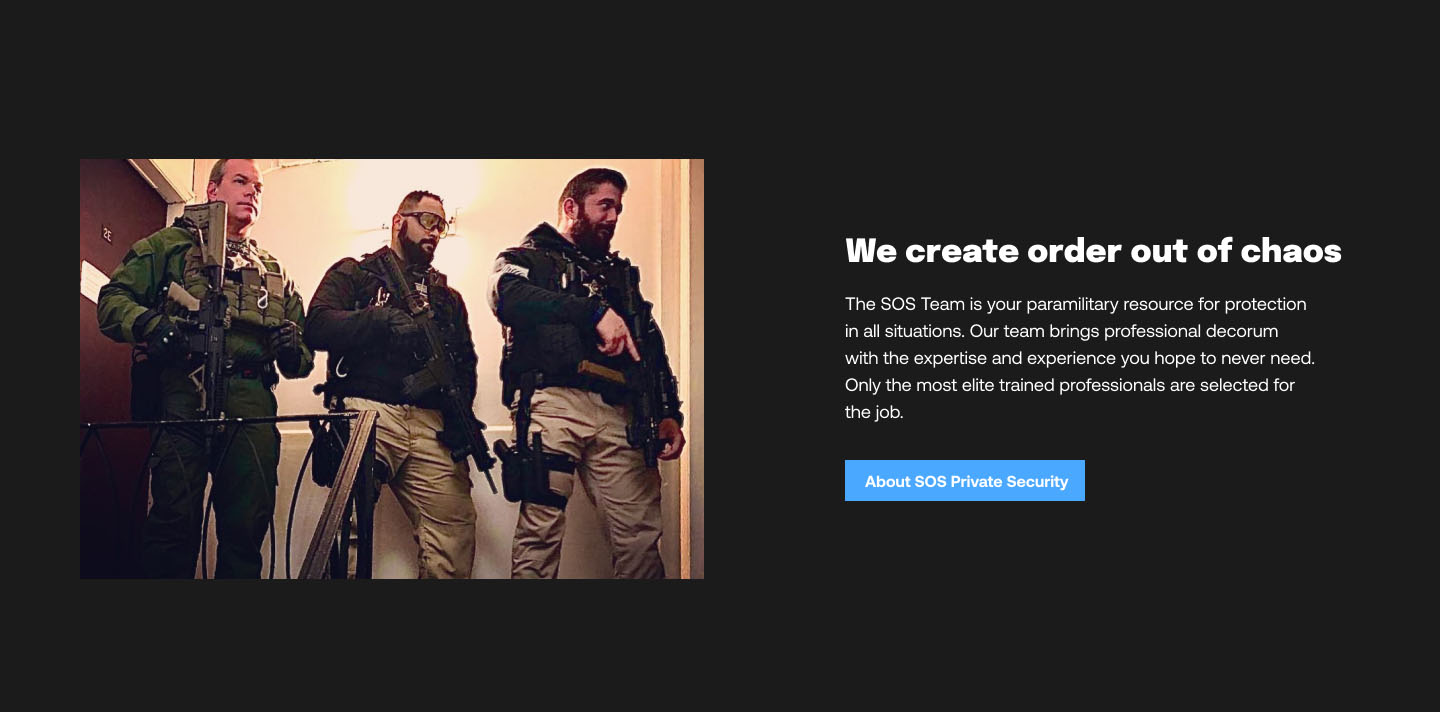 2E
We create order out of chaos
The SOS Team is your paramilitary resource for protection
in all situations. Our team brings professional decorum
with the expertise and experience you hope to never need.
Only the most elite trained professionals are selected for
the job.
About SOS Private Security